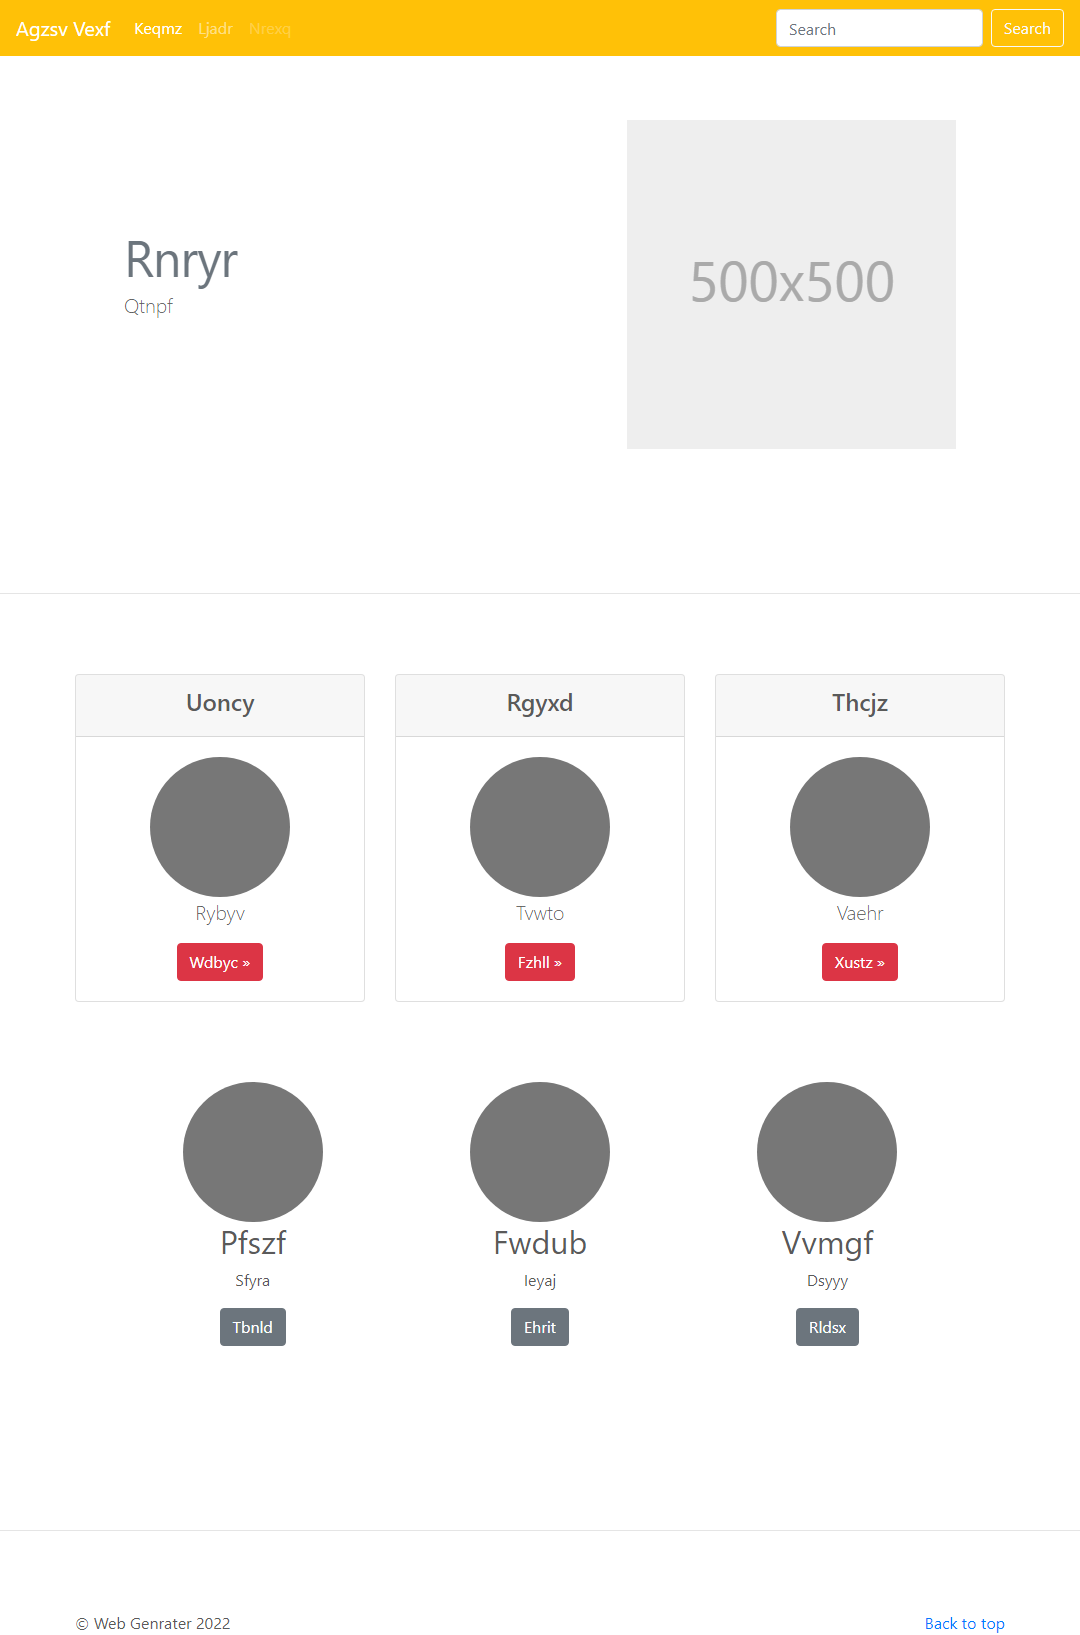 Agzsv Vexf Keqmz Ljadr Nrexq Search Search
Rnryr
Qtnpf
500x500
Uoncy Rgyxd Thcjz
Rybyv Tvwto Vaehr
Wdbyc » Fzhll » Xustz »
Pfszf Fwdub Vvmgf
Sfyra Ieyaj Dsyyy
Tbnld Ehrit Rldsx
© Web Genrater 2022 Back to top